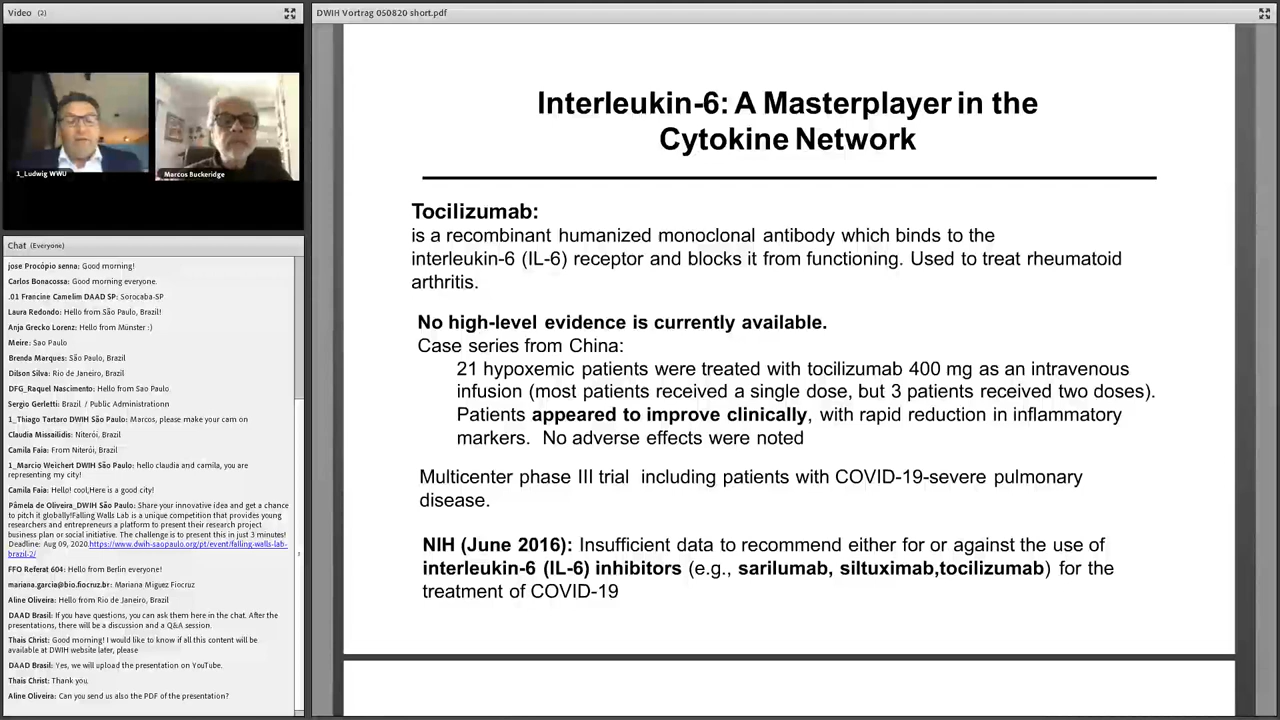 Video (2)
1_Ludwig WWU
Marcos Buckeridge
Chat (Everyone)
jose Procópio senna: Good morning!
Carlos Bonacossa: Good morning everyone.
.01 Francine Camelim DAAD SP: Sorocaba-SP
Laura Redondo: Hello from São Paulo, Brazil!
Anja Grecko Lorenz: Hello from Münster :)
Meire: Sao Paulo
Brenda Marques: São Paulo, Brazil
Dilson Silva: Rio de Janeiro, Brazil
DFG_Raquel Nascimento: Hello from Sao Paulo.
Sergio Gerletti: Brazil / Public Administrationn
1_Thiago Tartaro DWIH São Paulo: Marcos, please make your cam on
Claudia Missailidis: Niterói, Brazil
Camila Faia: From Niterói, Brazil
1_Marcio Weichert DWIH São Paulo: hello claudia and camila, you are
representing my city!
Camila Faia: Hello! cool,Here is a good city!
Pâmela de Oliveira_DWIH São Paulo: Share your innovative idea and get a
chance to pitch it globally!Falling Walls Lab is a unique competition that provides young
researchers and entrepreneurs a platform to present their research project
business plan or social initiative. The challenge is to present this in just 3 minutes!
Deadline: Aug 09, 2020.https://www.dwih-saopaulo.org/pt/event/falling-walls-lab-
brazil-2/
FFO Referat 604: Hello from Berlin everyone!
mariana.garcia@bio.fiocruz.br: Mariana Miguez Fiocruz
Aline Oliveira: Hello from Rio de Janeiro, Brazil
DAAD Brasil: If you have questions, you can ask them here in the chat. After the
presentations, there will be a discussion and a Q&A session.
Thais Christ: Good morning! I would like to know if all this content will be
available at DWIH website later, please
DAAD Brasil: Yes, we will upload the presentation on YouTube.
Thais Christ: Thank you.
Aline Oliveira: Can you send us also the PDF of the presentation?
DWIH Vortrag 050820 short.pdf
Interleukin-6: A Masterplayer in the
Cytokine Network
Tocilizumab:
is a recombinant humanized monoclonal antibody which binds to the
interleukin-6 (IL-6) receptor and blocks it from functioning. Used to treat rheumatoid
arthritis.
No high-level evidence is currently available.
Case series from China:
21 hypoxemic patients were treated with tocilizumab 400 mg as an intravenous
infusion (most patients received a single dose, but 3 patients received two doses).
Patients appeared to improve clinically, with rapid reduction in inflammatory
markers. No adverse effects were noted
Multicenter phase III trial including patients with COVID-19-severe pulmonary
disease.
NIH (June 2016): Insufficient data to recommend either for or against the use of
interleukin-6 (IL-6) inhibitors (e.g., sarilumab, siltuximab,tocilizumab) for the
treatment of COVID-19